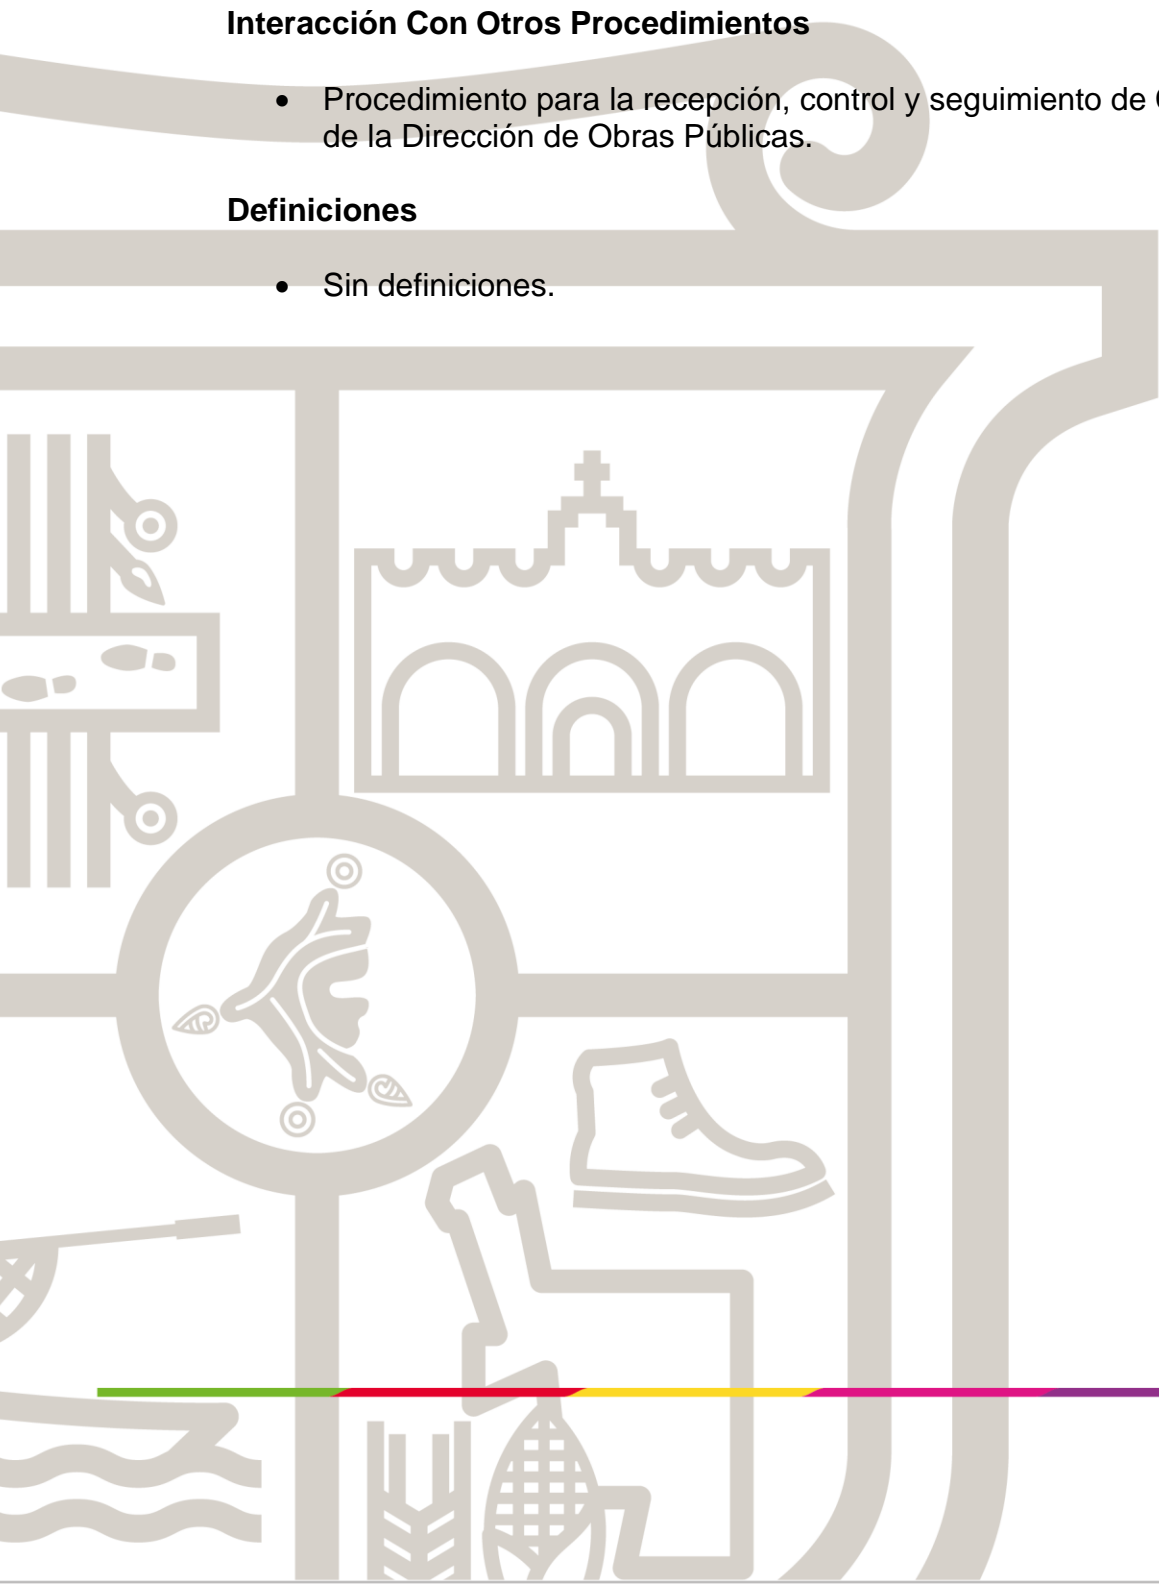 Interacción Con Otros Procedimientos
• Procedimiento para la recepción, control y seguimiento de
de la Dirección de Obras Públicas.
Definiciones
• Sin definiciones.